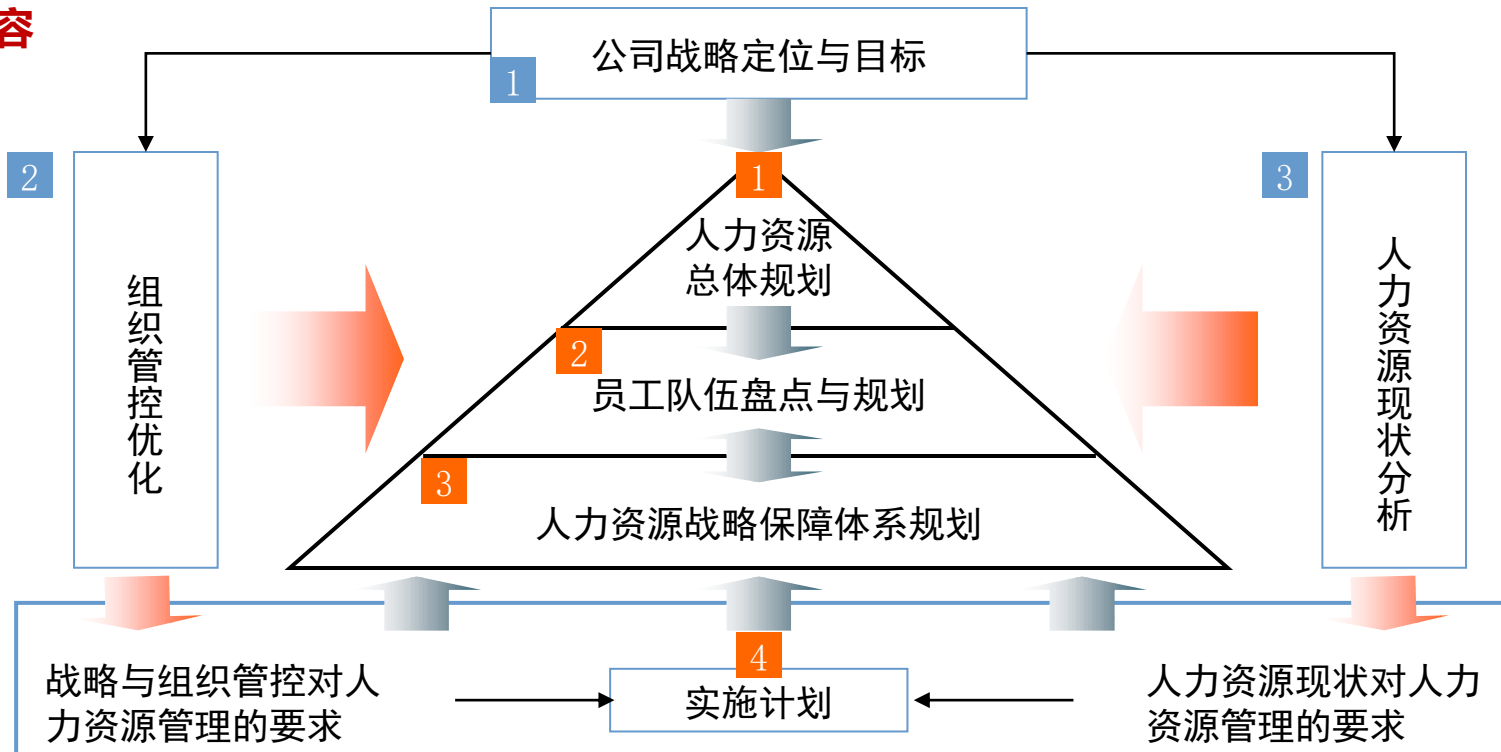 容
公司战略定位与目标
1
2
组织管控优化
3
人力资源现状分析
1
人力资源
总体规划
2
员工队伍盘点与规划
3
人力资源战略保障体系规划
战略与组织管控对人
力资源管理的要求
4
实施计划
人力资源现状对人力
资源管理的要求